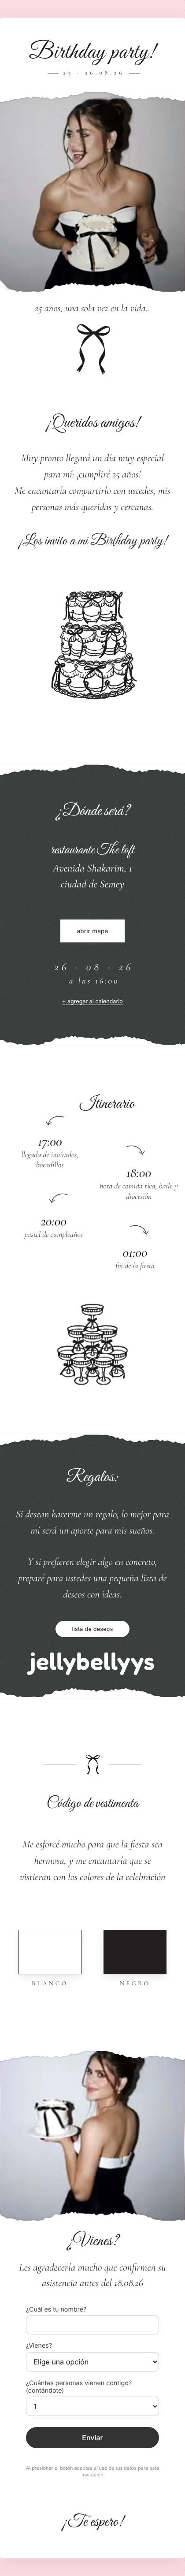 Birthday party!
25 · 26.08.26
25 años, una sola vez en la vida..
¡Queridos amigos!
Muy pronto llegará un día muy especial
para mí: ¡cumpliré 25 años!
Me encantaría compartirlo con ustedes, mis
personas más queridas y cercanas.
¡Los invito a mi Birthday party!
¿Dónde será?
restaurante The loft
Avenida Shakarim, 1
ciudad de Semey
abrir mapa
26 · 08 · 26
a las 16:00
+ agregar al calendario
Itinerario
17:00
llegada de invitados,
bocadillos
18:00
hora de comida rica, baile y
diversión
20:00
pastel de cumpleaños
01:00
fin de la fiesta
Regalos:
Si desean hacerme un regalo, lo mejor para
mí será un aporte para mis sueños.
Y si prefieren elegir algo en concreto,
preparé para ustedes una pequeña lista de
deseos con ideas.
lista de deseos
jellybellyys
Código de vestimenta
Me esforcé mucho para que la fiesta sea
hermosa, y me encantaría que se
vistieran con los colores de la celebración
BLANCO
NEGRO
¿Vienes?
Les agradecería mucho que confirmen su
asistencia antes del 18.08.26
¿Cuál es tu nombre?
¿Vienes?
Elige una opción
¿Cuántas personas vienen contigo?
(contándote)
1
Enviar
Al presionar el botón aceptas el uso de tus datos para esta
invitación
¡Te espero!